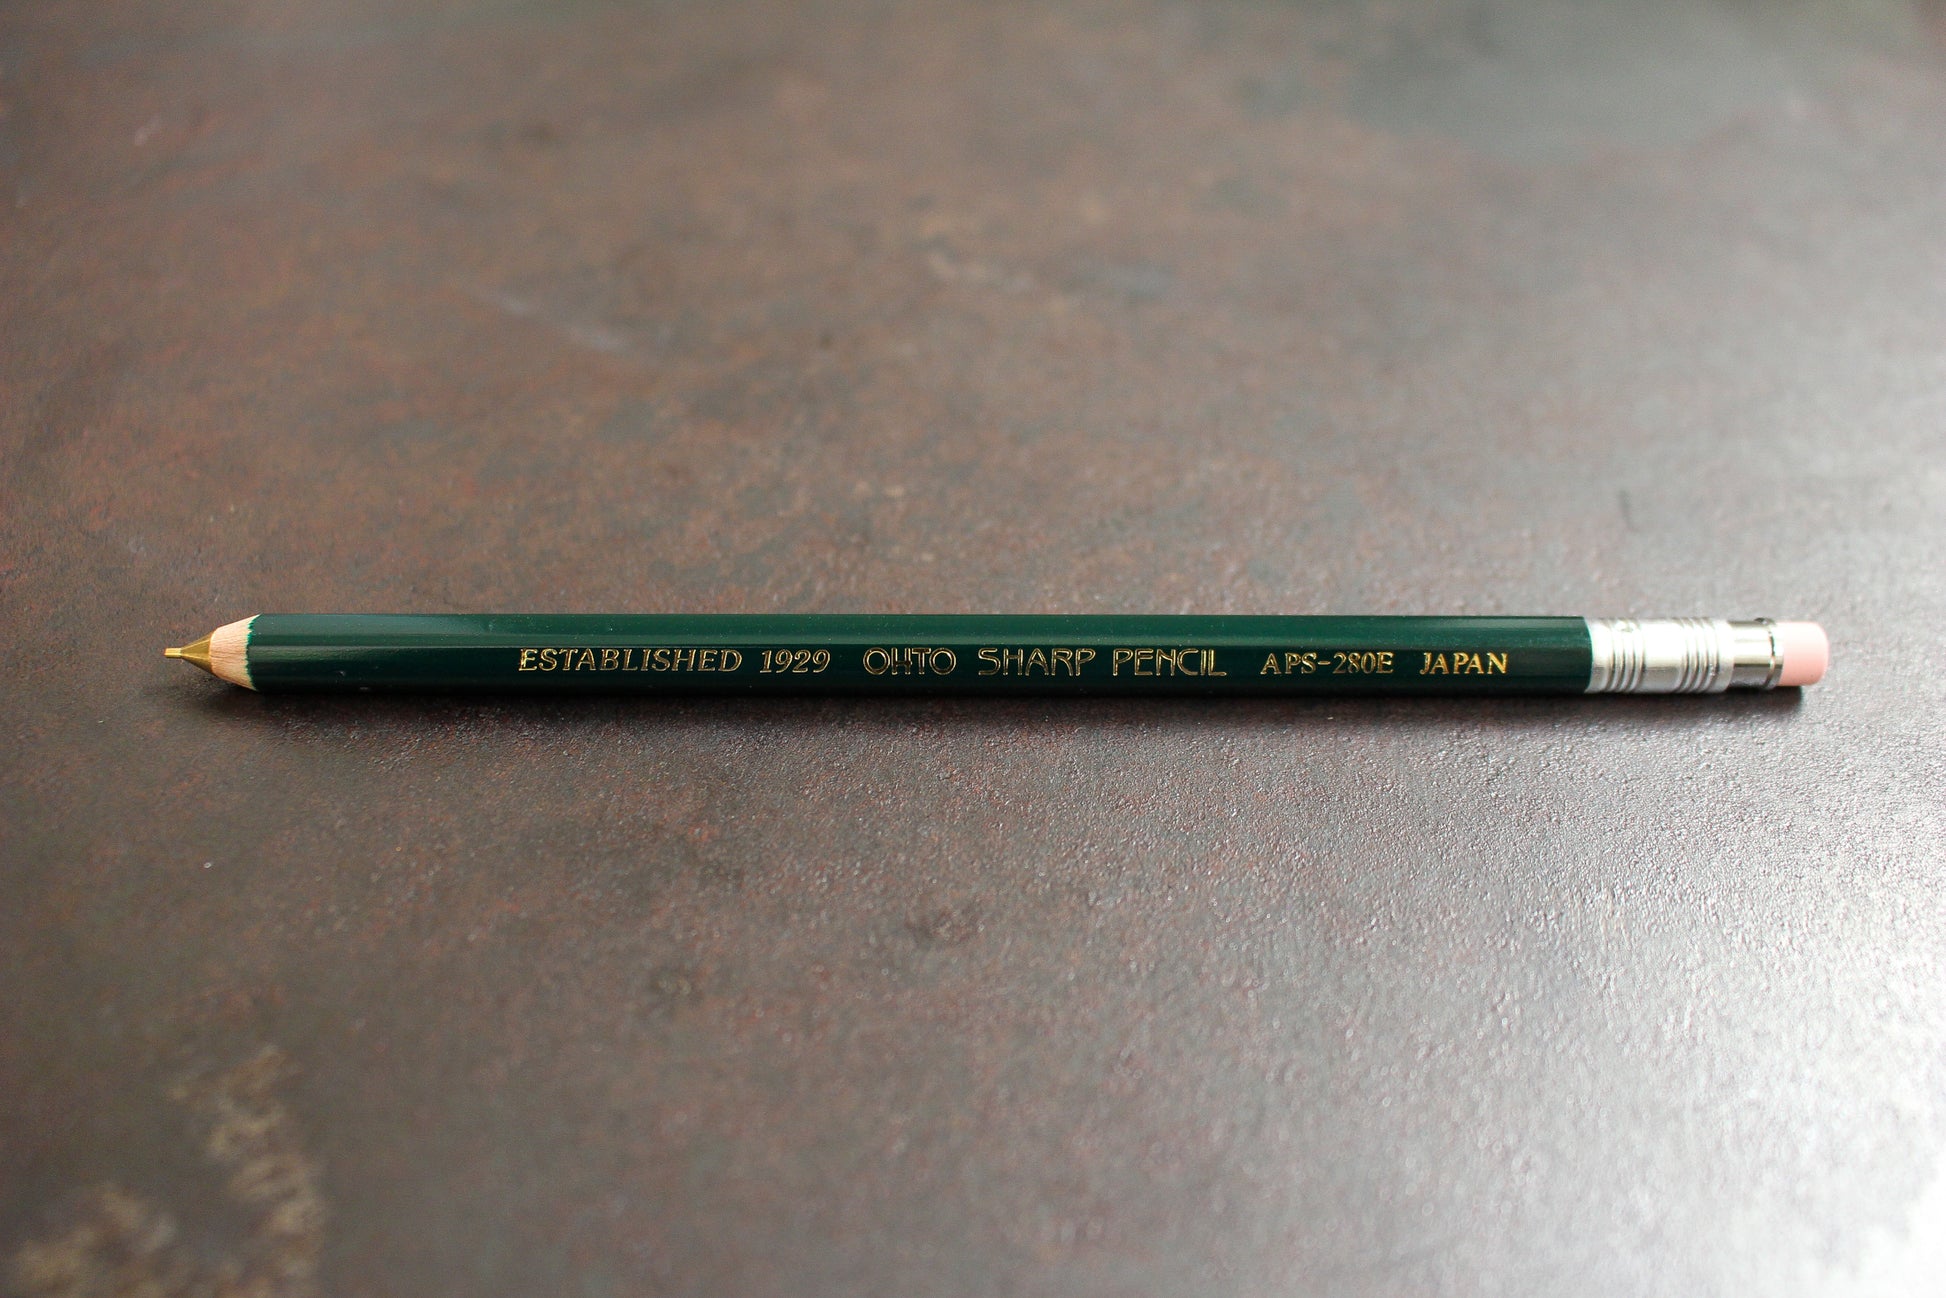 ESTABLISHED 1929 OHTO SHARP PENCIL APS-280E JAPAN